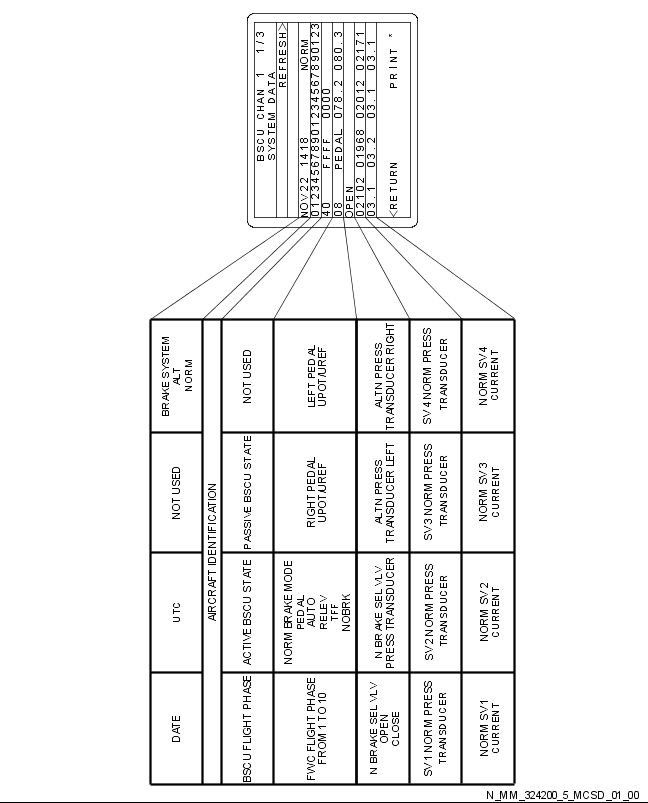 BSCU CHAN 1 1/3
SYSTEM DATA
REFRESH>
NOV22 1418 NORM
012345678901234567890123
40 FFFF 0000
08 PEDAL 078.2 080.3
OPEN
02102 01968 02012 02171
03.1 03.2 03.1 03.1
<RETURN PRINT *
DATE
UTC
NOT USED
BRAKE SYSTEM
ALT
NORM
AIRCRAFT IDENTIFICATION
BSCU FLIGHT PHASE
ACTIVE BSCU STATE
PASSIVE BSCU STATE
NOT USED
FWC FLIGHT PHASE
FROM 1 TO 10
NORM BRAKE MODE
PEDAL
AUTO
RELEV
TFF
NOBRK
RIGHT PEDAL
UPOT/UREF
LEFT PEDAL
UPOT/UREF
N BRAKE SEL VLV
OPEN
CLOSE
N BRAKE SEL VLV
PRESS TRANSDUCER
ALTN PRESS
TRANSDUCER LEFT
ALTN PRESS
TRANSDUCER RIGHT
SV1 NORM PRESS
TRANSDUCER
SV2 NORM PRESS
TRANSDUCER
SV3 NORM PRESS
TRANSDUCER
SV4 NORM PRESS
TRANSDUCER
NORM SV1
CURRENT
NORM SV2
CURRENT
NORM SV3
CURRENT
NORM SV4
CURRENT
N_MM_324200_5_MCSD_01_00